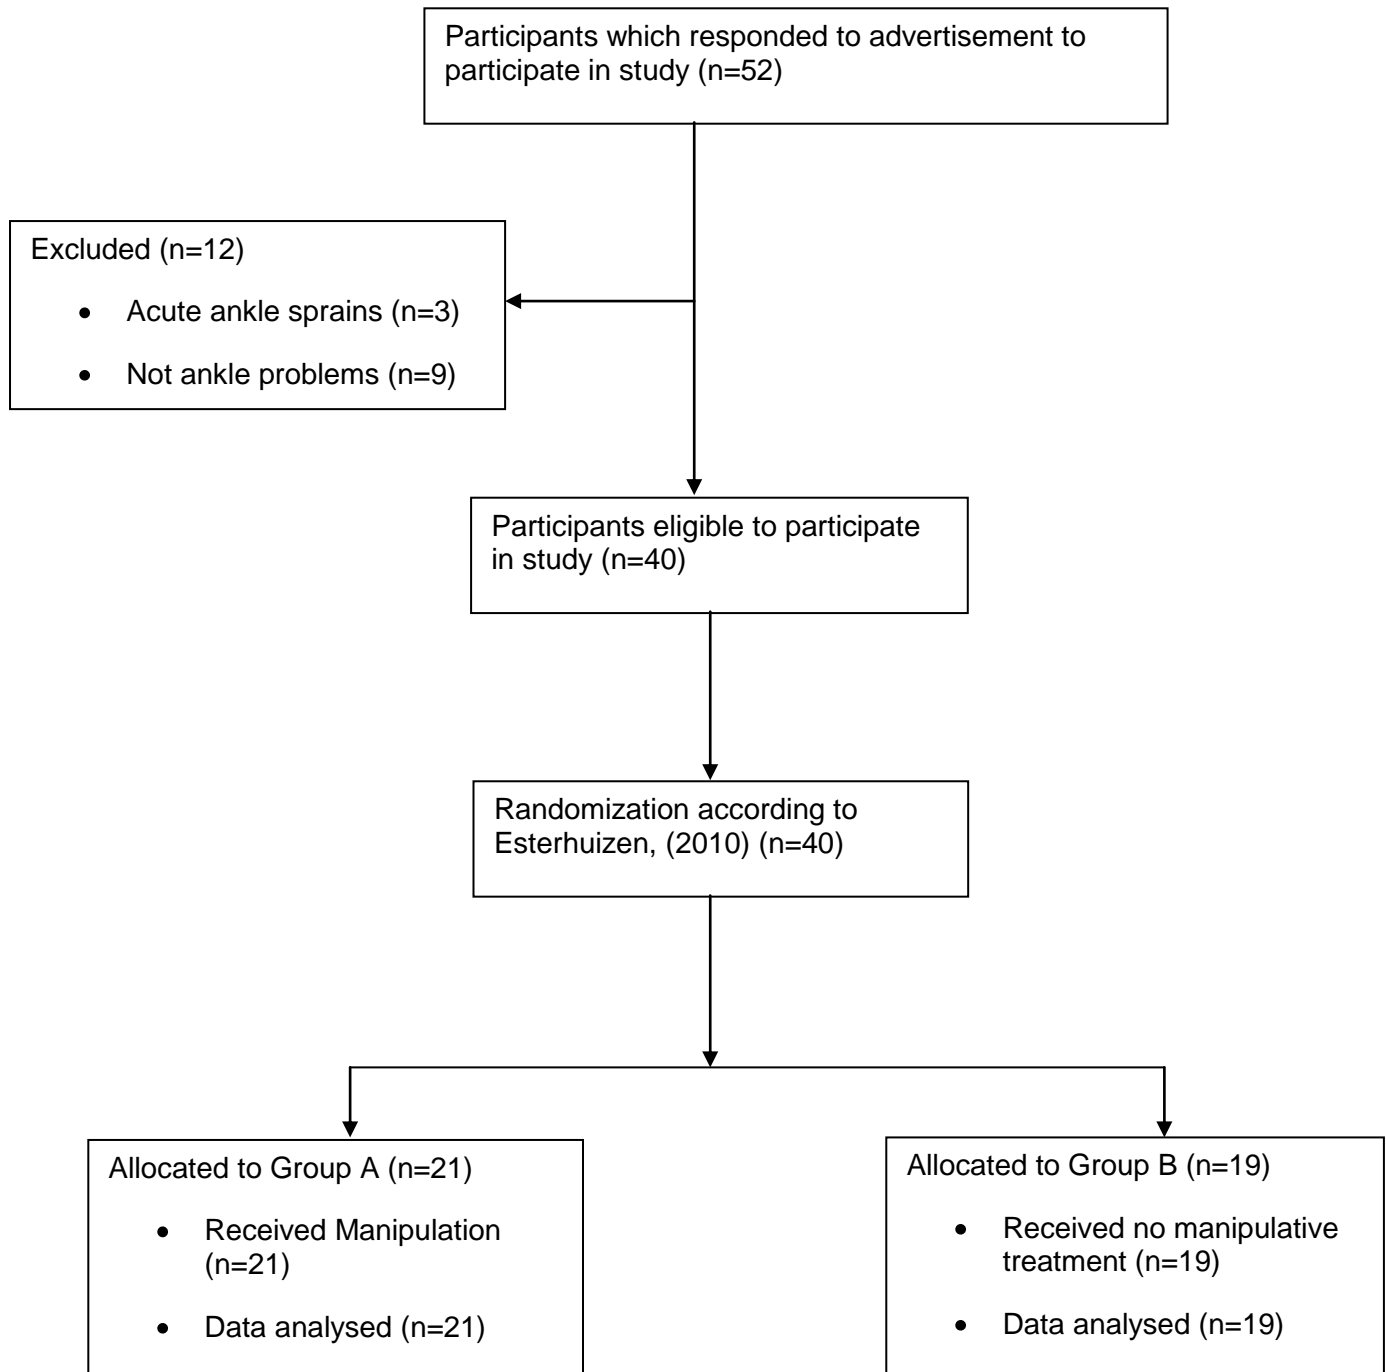 Participants which responded to advertisement to
participate in study (n=52)
Excluded (n=12)
• Acute ankle sprains (n=3)
• Not ankle problems (n=9)
Participants eligible to participate
in study (n=40)
Randomization according to
Esterhuizen, (2010) (n=40)
Allocated to Group A (n=21)
• Received Manipulation
(n=21)
• Data analysed (n=21)
Allocated to Group B (n=19)
• Received no manipulative
treatment (n=19)
• Data analysed (n=19)